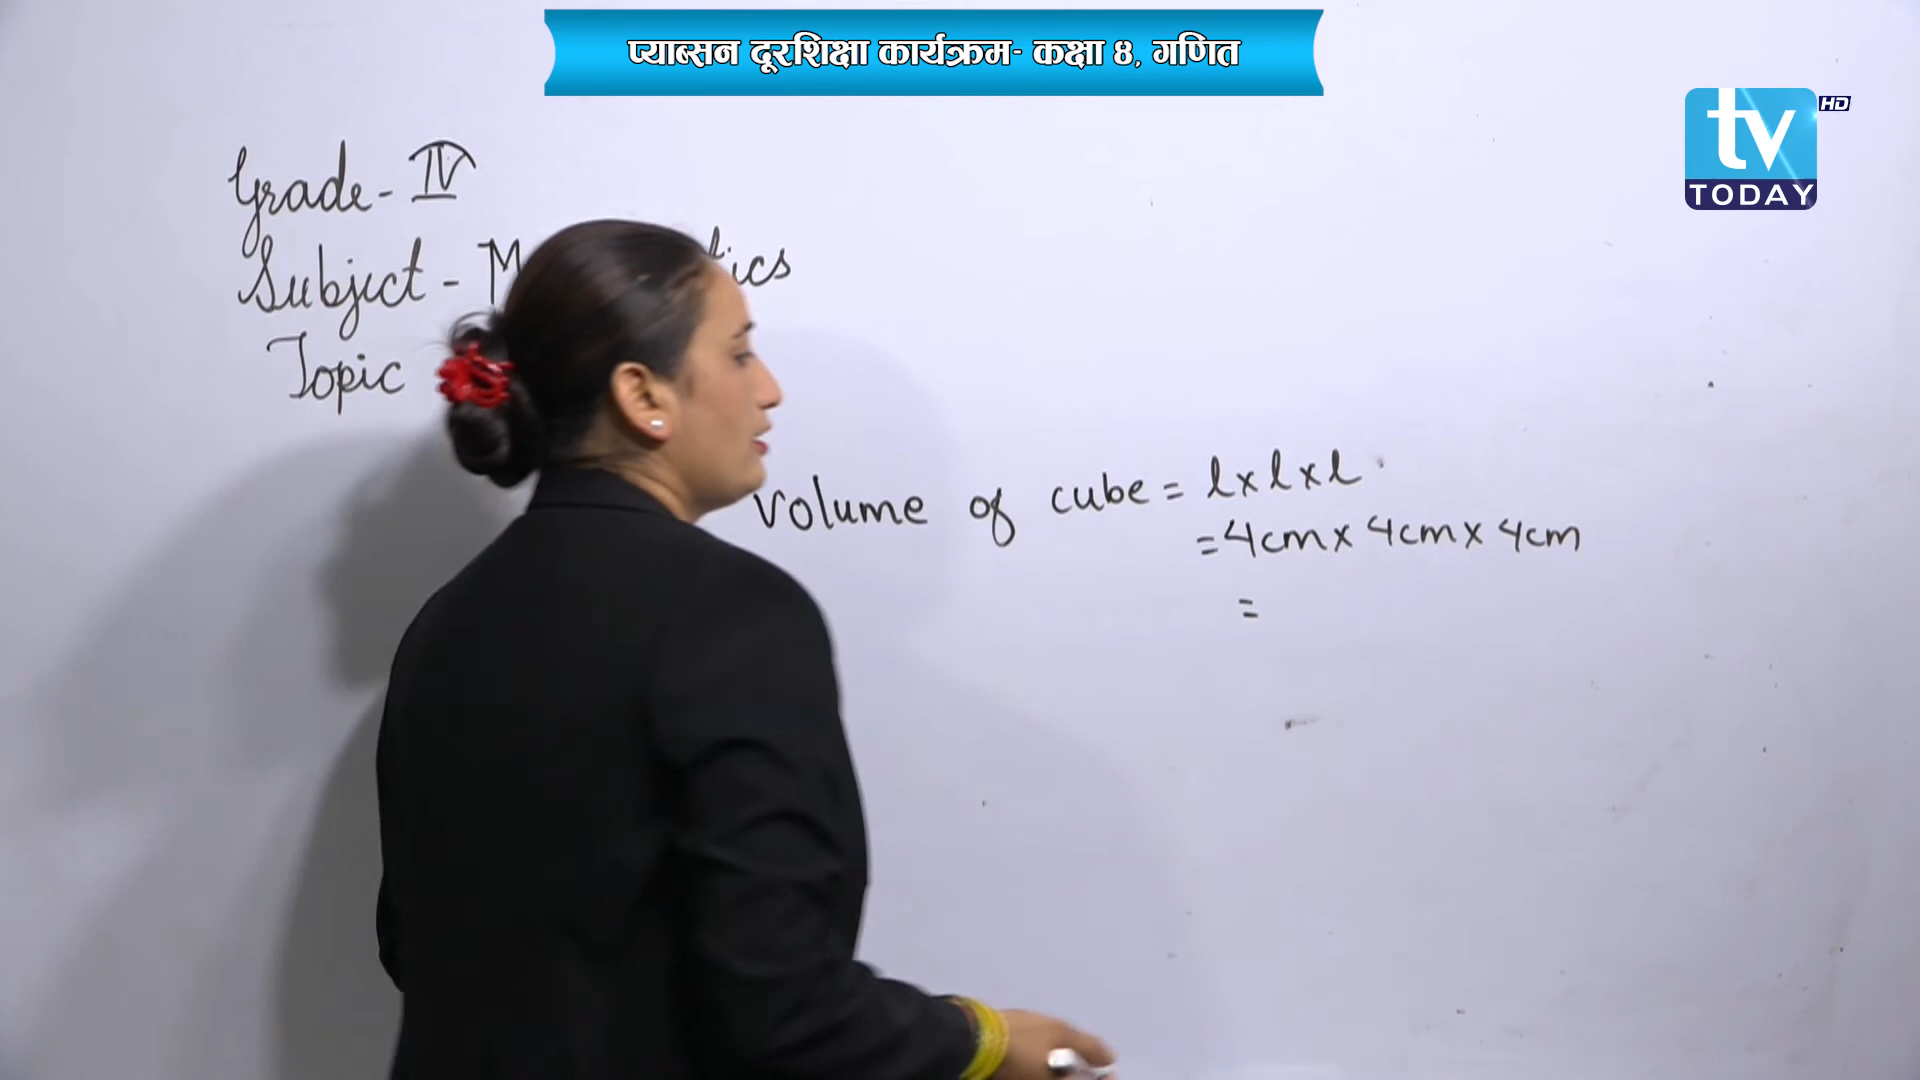 प्याब्सन दूरशिक्षा कार्यक्रम- कक्षा ४, गणित
tv HD
TODAY
Grade - IV
Subject -
Topic
Volume of cube = l x l x l
= 4cm x 4cm x 4cm
=